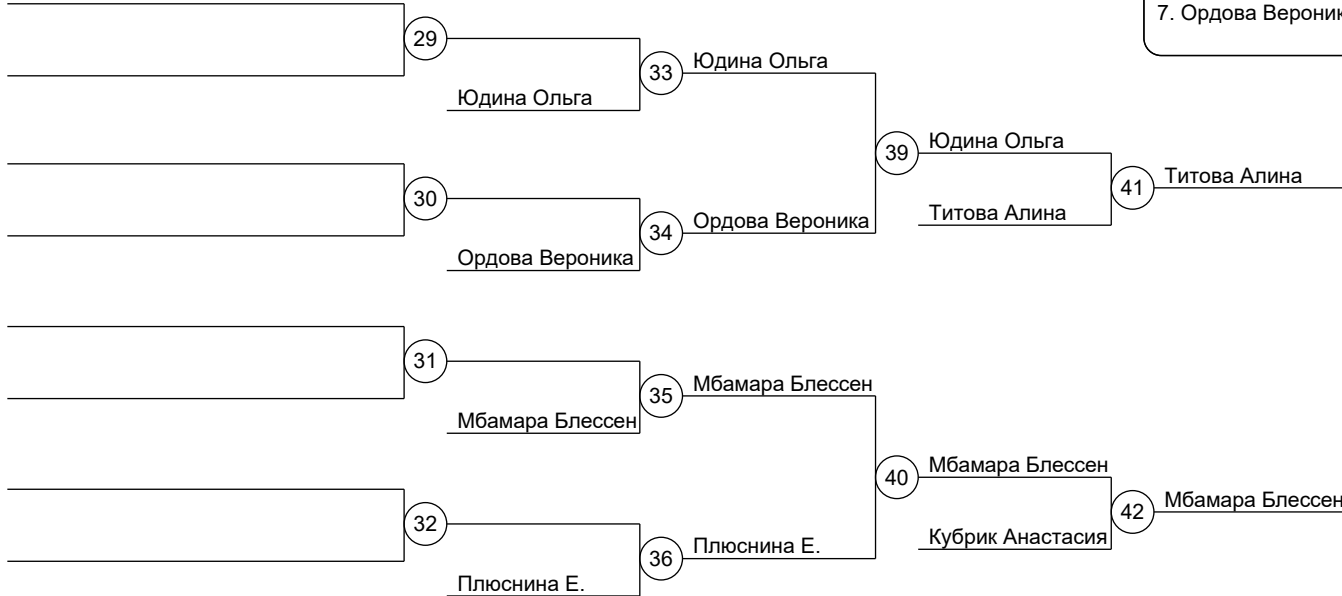 7. Ордова Вероник
29
Юдина Ольга
33
Юдина Ольга
30
Ордова Вероника
34
Ордова Вероника
39
Юдина Ольга
Титова Алина
41
Титова Алина
31
Мбамара Блессен
35
Мбамара Блессен
32
Плюснина Е.
36
Плюснина Е.
40
Мбамара Блессен
Кубрик Анастасия
42
Мбамара Блессен